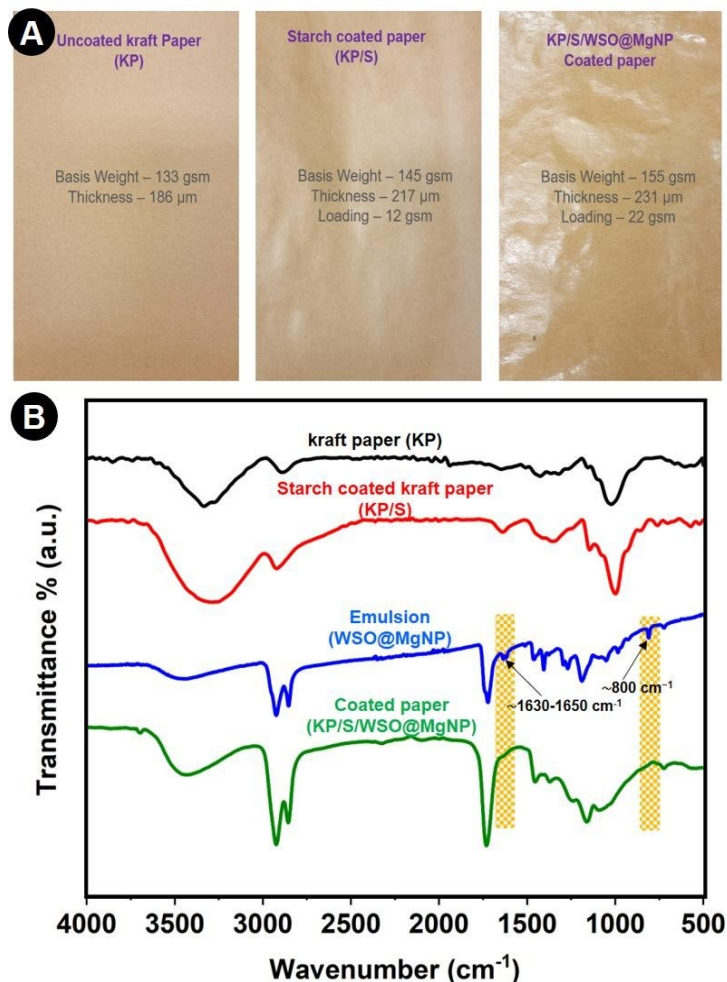 A
Uncoated kraft Paper
(KP)
Basis Weight – 133 gsm
Thickness – 186 μm
Starch coated paper
(KP/S)
Basis Weight – 145 gsm
Thickness – 217 μm
Loading – 12 gsm
KP/S/WSO@MgNP
Coated paper
Basis Weight – 155 gsm
Thickness – 231 μm
Loading – 22 gsm
B
Transmittance % (a.u.)
kraft paper (KP)
Starch coated kraft paper
(KP/S)
Emulsion
(WSO@MgNP)
~800 cm⁻¹
~1630-1650 cm⁻¹
Coated paper
(KP/S/WSO@MgNP)
4000 3500 3000 2500 2000 1500 1000 500
Wavenumber (cm⁻¹)